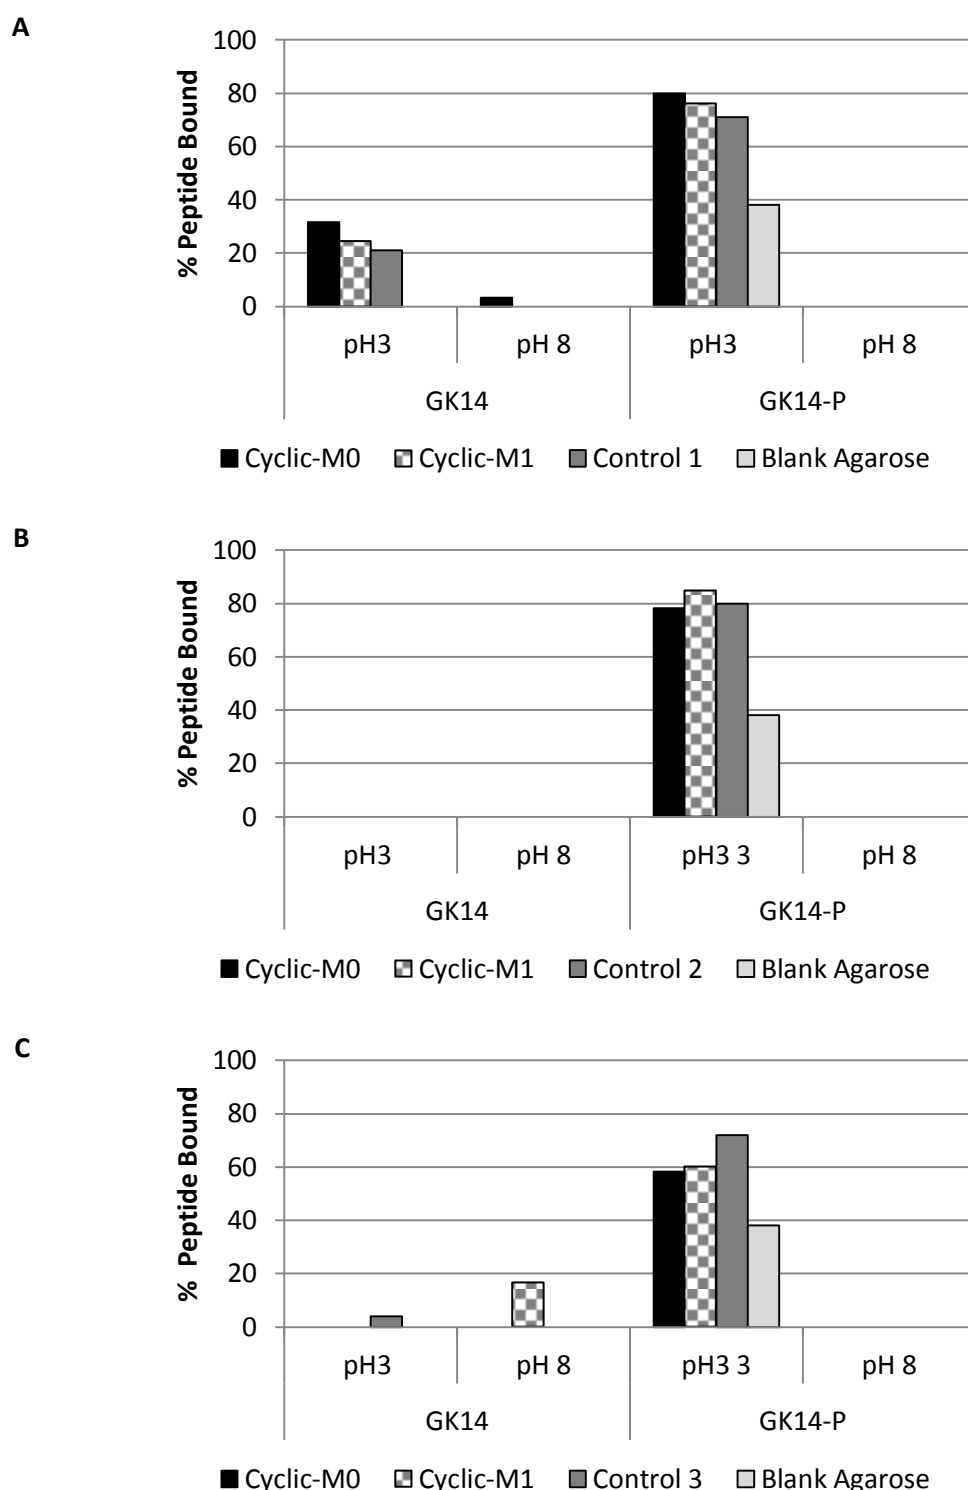 A
% Peptide Bound
100
80
60
40
20
0
pH3 pH 8 pH3 pH 8
GK14 GK14-P
Cyclic-M0 Cyclic-M1 Control 1 Blank Agarose
B
% Peptide Bound
100
80
60
40
20
0
pH3 pH 8 pH3 3 pH 8
GK14 GK14-P
Cyclic-M0 Cyclic-M1 Control 2 Blank Agarose
C
% Peptide Bound
100
80
60
40
20
0
pH3 pH 8 pH3 3 pH 8
GK14 GK14-P
Cyclic-M0 Cyclic-M1 Control 3 Blank Agarose